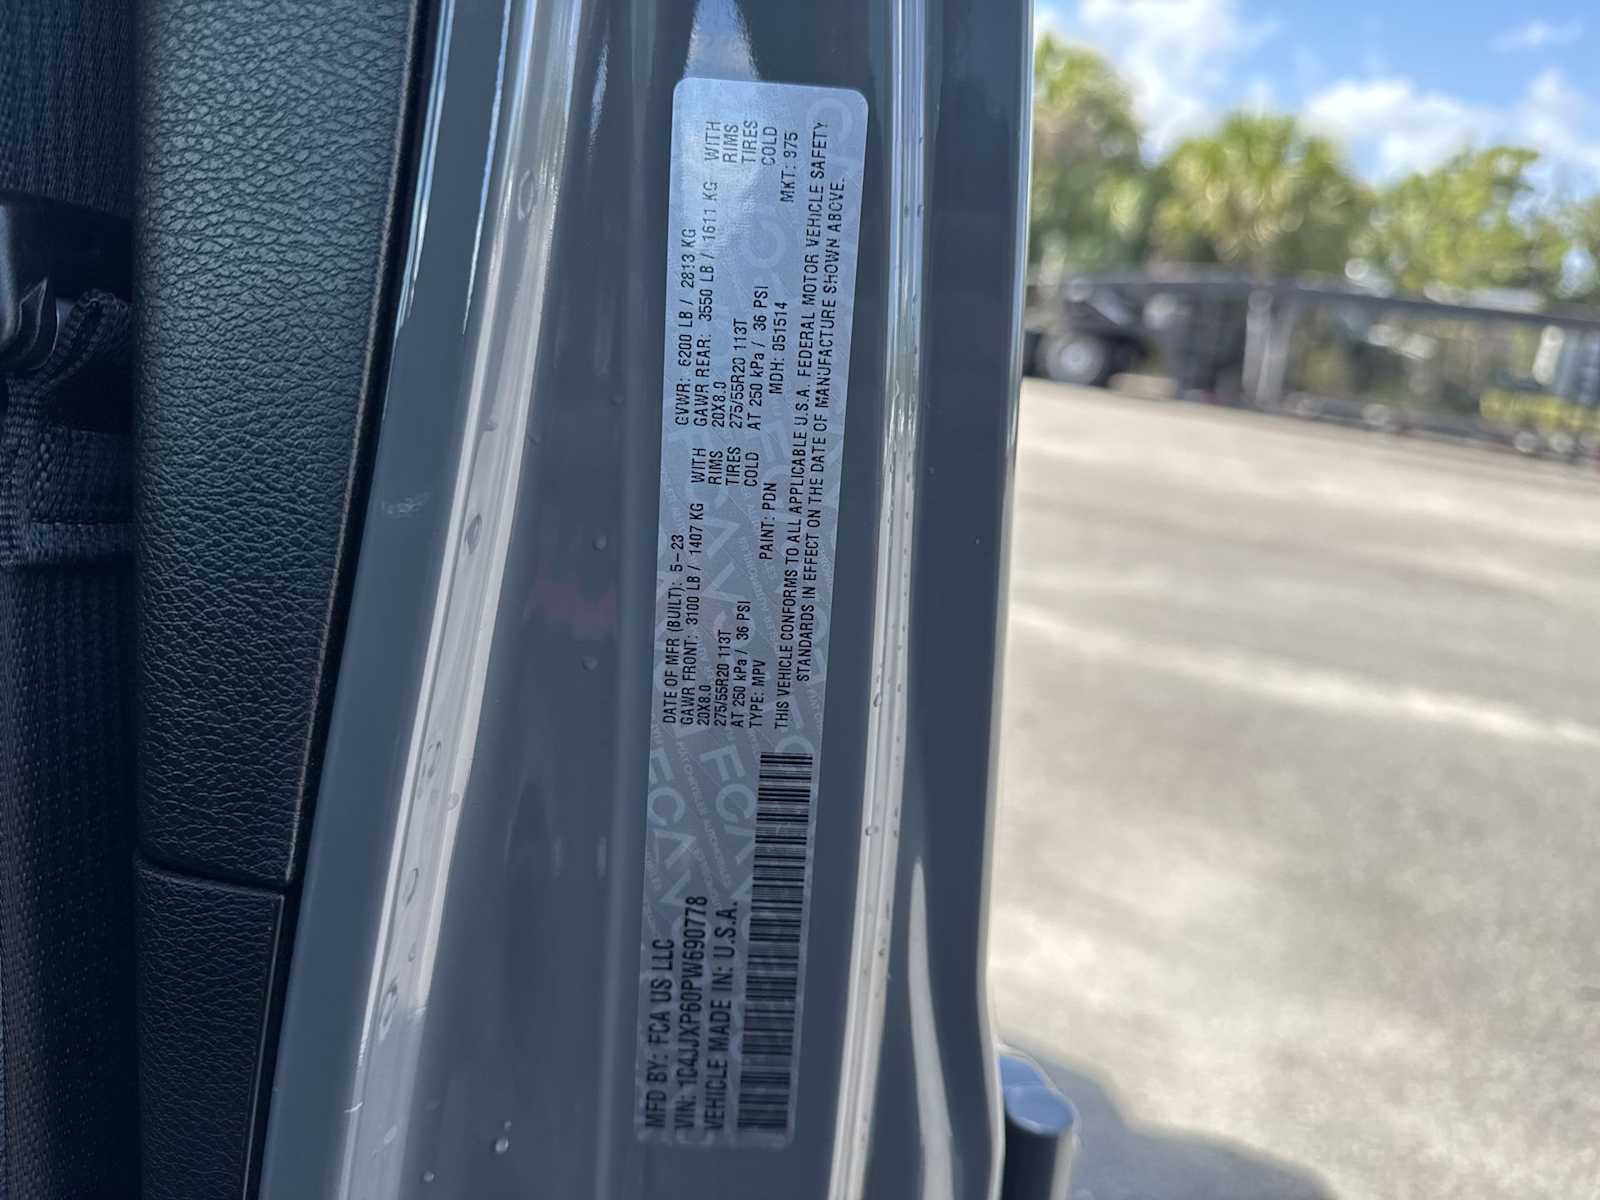 MFD BY: FCA US LLC
VIN: 1C4JJXP60PW690778
VEHICLE MADE IN: U.S.A.
DATE OF MFR (BUILT): 5-23
GVWR: 6200 LB / 2813 KG
GAWR FRONT: 3100 LB / 1407 KG WITH
GAWR REAR: 3550 LB / 1611 KG WITH
20X8.0 RIMS
20X8.0 RIMS
275/55R20 113T TIRES
275/55R20 113T TIRES
AT 250 kPa / 36 PSI COLD
AT 250 kPa / 36 PSI COLD
TYPE: MPV PAINT: PDN MDH: 051514 MKT: 375
THIS VEHICLE CONFORMS TO ALL APPLICABLE U.S.A. FEDERAL MOTOR VEHICLE SAFETY
STANDARDS IN EFFECT ON THE DATE OF MANUFACTURE SHOWN ABOVE.